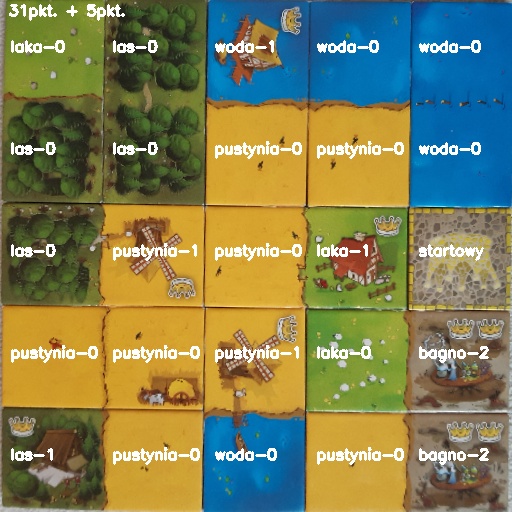 31pkt. + 5pkt.
laka-0 las-0 woda-1 woda-0 woda-0
las-0 las-0 pustynia-0 pustynia-0 woda-0
las-0 pustynia-1 pustynia-0 laka-1 startowy
pustynia-0 pustynia-0 pustynia-1 laka-0 bagno-2
las-1 pustynia-0 woda-0 pustynia-0 bagno-2